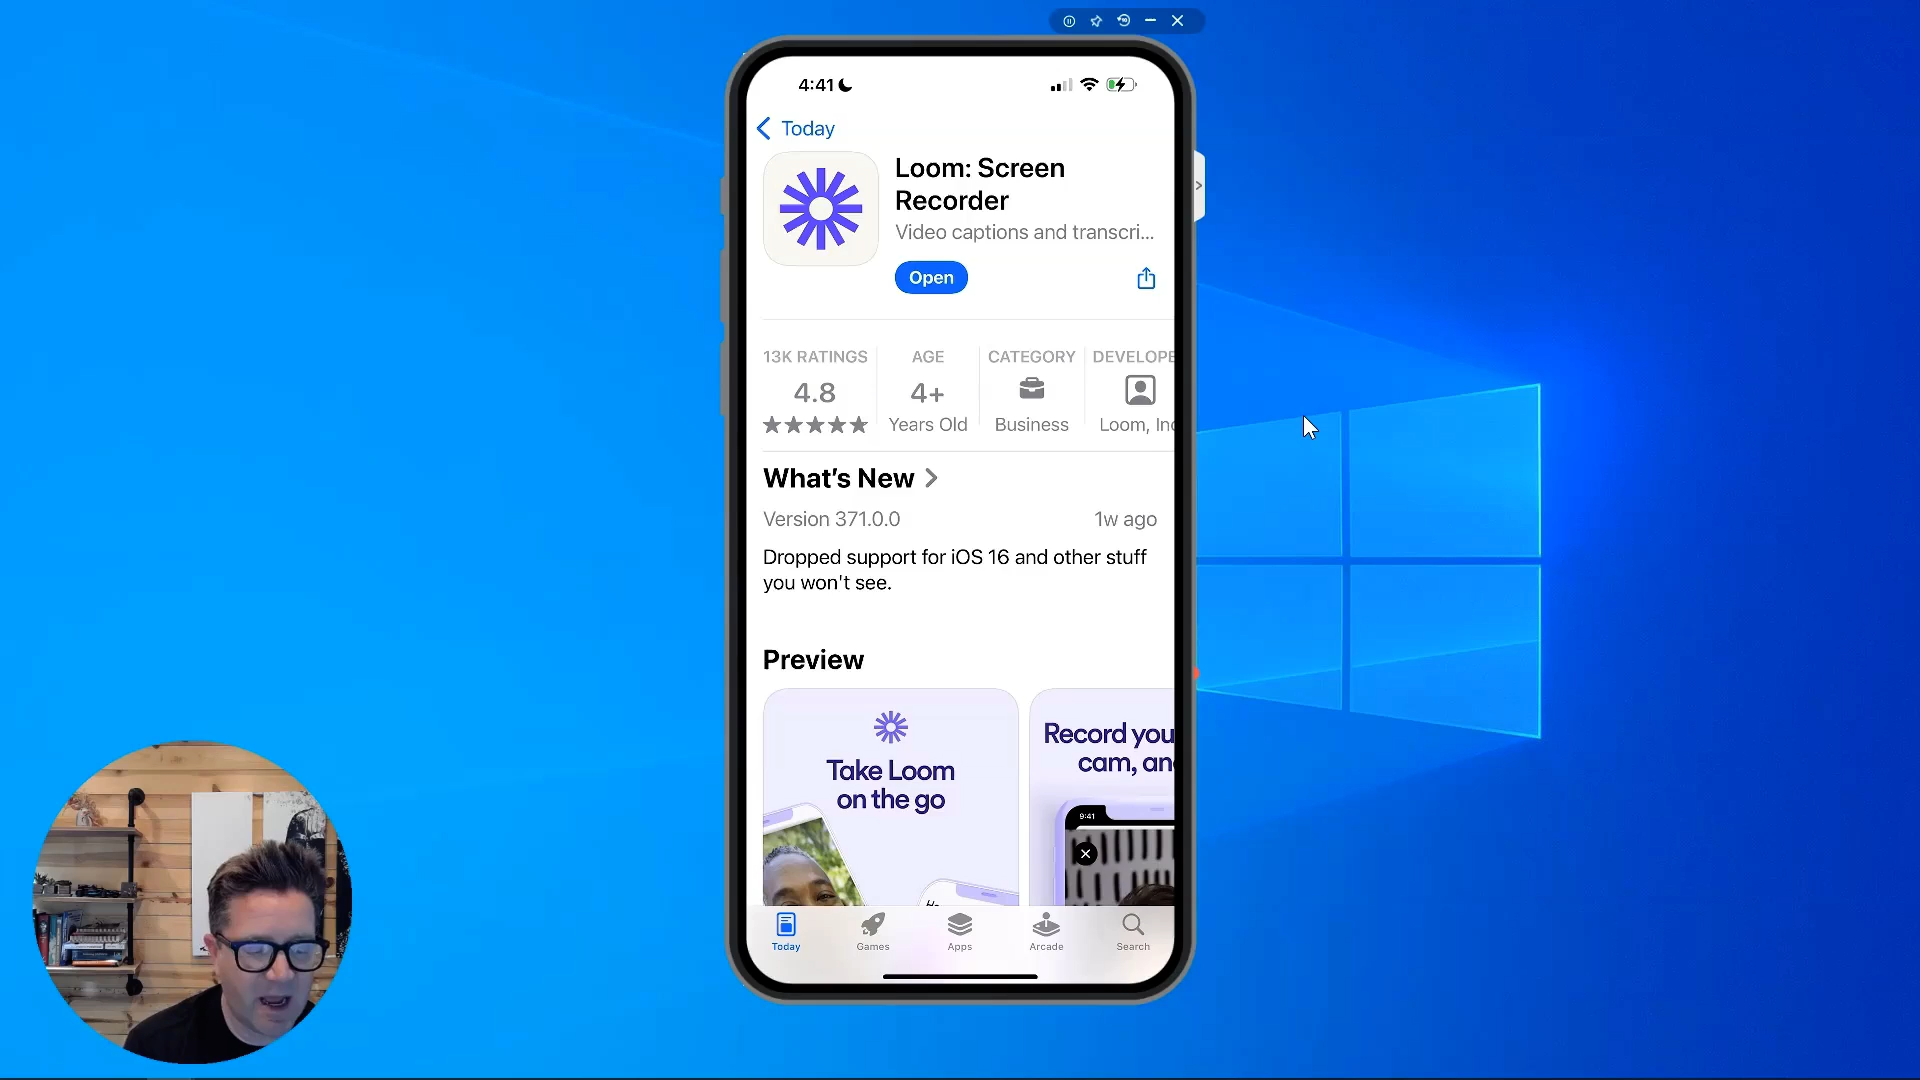 4:41
Today
Loom: Screen
Recorder
Video captions and transcri...
Open
13K RATINGS
AGE
CATEGORY
DEVELOPE
4.8
4+
Years Old
Business
Loom, Inc
What's New
Version 371.0.0
1w ago
Dropped support for iOS 16 and other stuff
you won't see.
Preview
Take Loom
on the go
Record you
cam, an
9:41
Today
Games
Apps
Arcade
Search